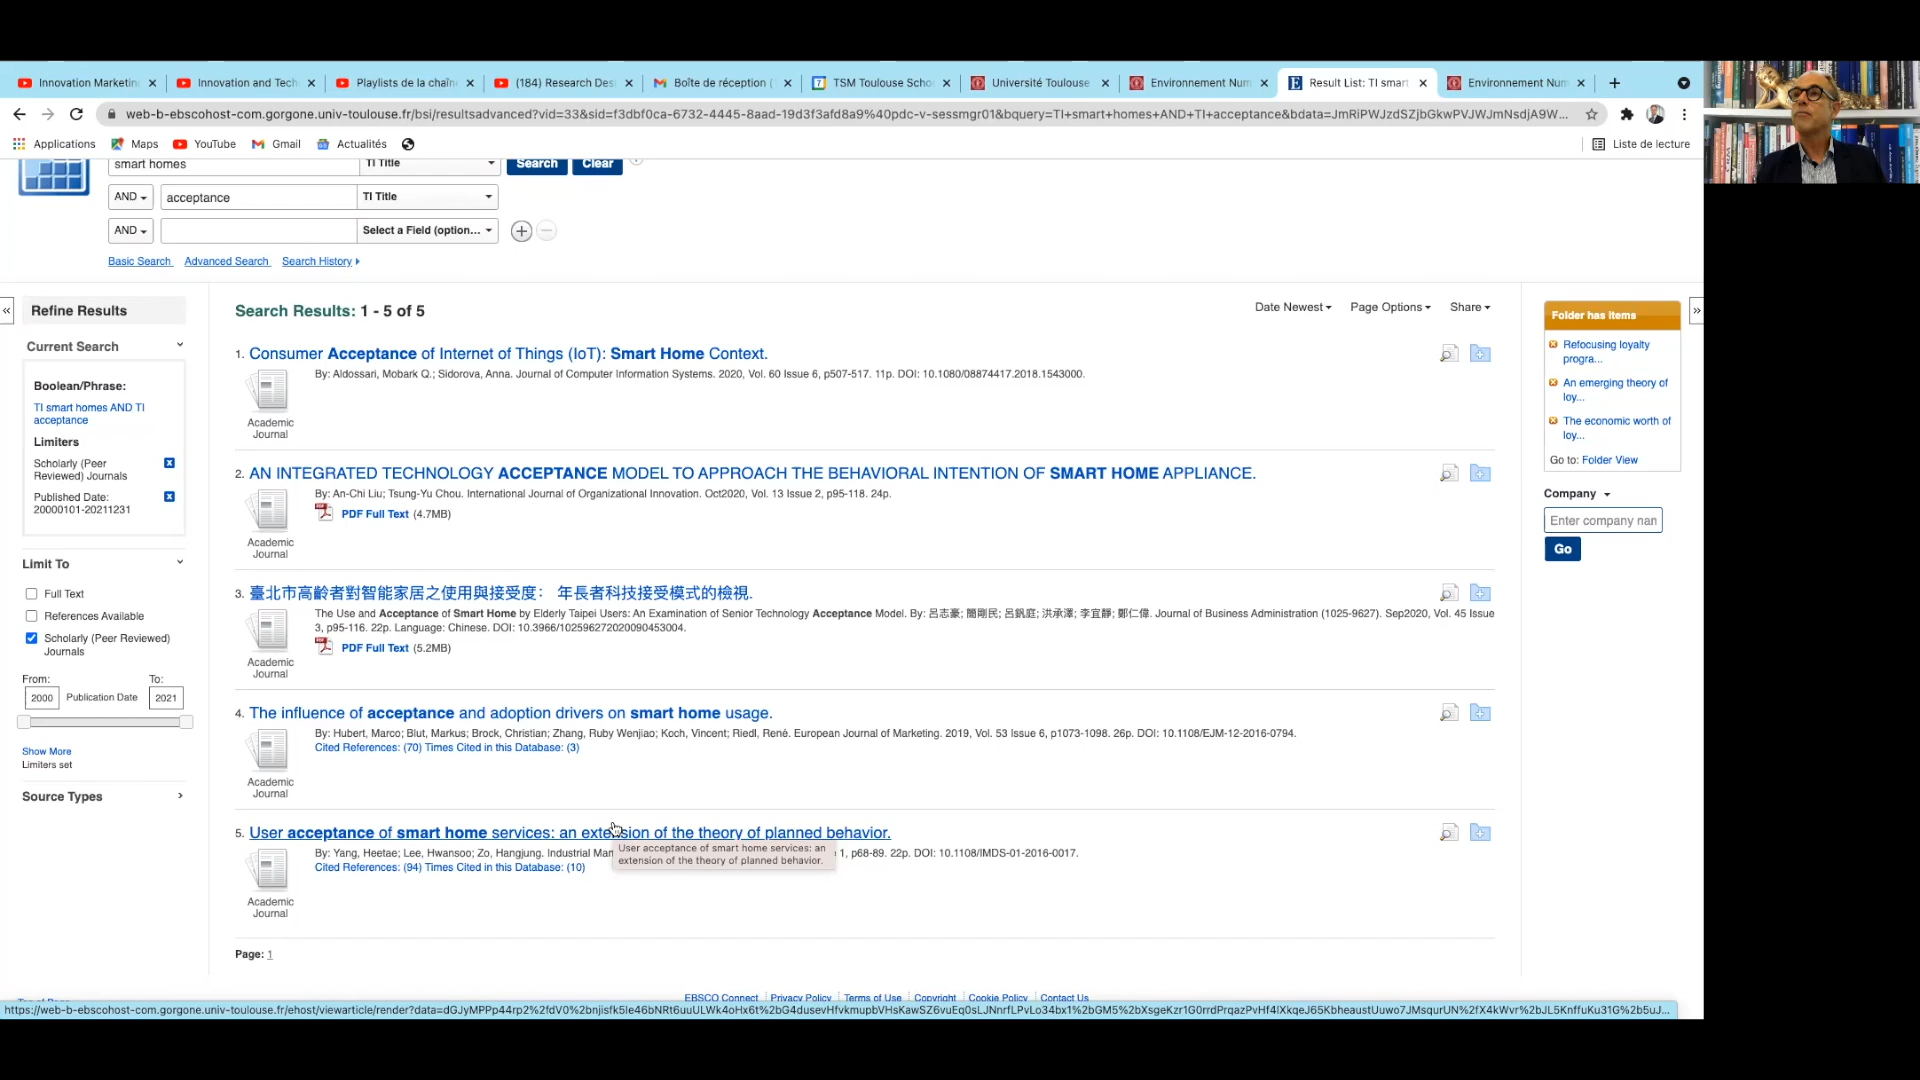 Innovation Marketin
Innovation and Tech
Playlists de la chaîne
(184) Research Des
Boîte de réception (
TSM Toulouse Scho
Université Toulouse
Environnement Num
Result List: TI smart
Environnement Num
web-b-ebscohost-com.gorgone.univ-toulouse.fr/bsi/resultsadvanced?vid=33&sid=f3dbf0ca-6732-4445-8aad-19d3f3afd8a9%40pdc-v-sessmgr01&bquery=TI+smart+homes+AND+TI+acceptance&bdata=JmRiPWJzdSZjbGkwPVJWJmNsdjA9W...
Applications Maps YouTube Gmail Actualités Liste de lecture
smart homes TI Title Search Clear
AND acceptance TI Title
AND Select a Field (option...
Basic Search Advanced Search Search History
Refine Results
Current Search
Boolean/Phrase:
TI smart homes AND TI
acceptance
Limiters
Scholarly (Peer
Reviewed) Journals
Published Date:
20000101-20211231
Limit To
Full Text
References Available
Scholarly (Peer Reviewed)
Journals
From: To:
2000 Publication Date 2021
Show More
Limiters set
Source Types
Search Results: 1 - 5 of 5
Date Newest Page Options Share
1. Consumer Acceptance of Internet of Things (IoT): Smart Home Context.
By: Aldossari, Mobark Q.; Sidorova, Anna. Journal of Computer Information Systems. 2020, Vol. 60 Issue 6, p507-517. 11p. DOI: 10.1080/08874417.2018.1543000.
Academic
Journal
2. AN INTEGRATED TECHNOLOGY ACCEPTANCE MODEL TO APPROACH THE BEHAVIORAL INTENTION OF SMART HOME APPLIANCE.
By: An-Chi Liu; Tsung-Yu Chou. International Journal of Organizational Innovation. Oct2020, Vol. 13 Issue 2, p95-118. 24p.
PDF Full Text (4.7MB)
Academic
Journal
3. 臺北市高齡者對智能家居之使用與接受度： 年長者科技接受模式的檢視.
The Use and Acceptance of Smart Home by Elderly Taipei Users: An Examination of Senior Technology Acceptance Model. By: 呂志豪; 簡剛民; 呂釩庭; 洪承澤; 李宜靜; 鄭仁偉. Journal of Business Administration (1025-9627). Sep2020, Vol. 45 Issue
3, p95-116. 22p. Language: Chinese. DOI: 10.3966/102596272020090453004.
PDF Full Text (5.2MB)
Academic
Journal
4. The influence of acceptance and adoption drivers on smart home usage.
By: Hubert, Marco; Blut, Markus; Brock, Christian; Zhang, Ruby Wenjiao; Koch, Vincent; Riedl, René. European Journal of Marketing. 2019, Vol. 53 Issue 6, p1073-1098. 26p. DOI: 10.1108/EJM-12-2016-0794.
Cited References: (70) Times Cited in this Database: (3)
Academic
Journal
5. User acceptance of smart home services: an extension of the theory of planned behavior.
By: Yang, Heetae; Lee, Hwansoo; Zo, Hangjung. Industrial Man 1, p68-89. 22p. DOI: 10.1108/IMDS-01-2016-0017.
User acceptance of smart home services: an
extension of the theory of planned behavior.
Cited References: (94) Times Cited in this Database: (10)
Academic
Journal
Page: 1
Folder has items
Refocusing loyalty
progra...
An emerging theory of
loy...
The economic worth of
loy...
Go to: Folder View
Company
Enter company nan
Go
EBSCO Connect Privacy Policy Terms of Use Copyright Cookie Policy Contact Us